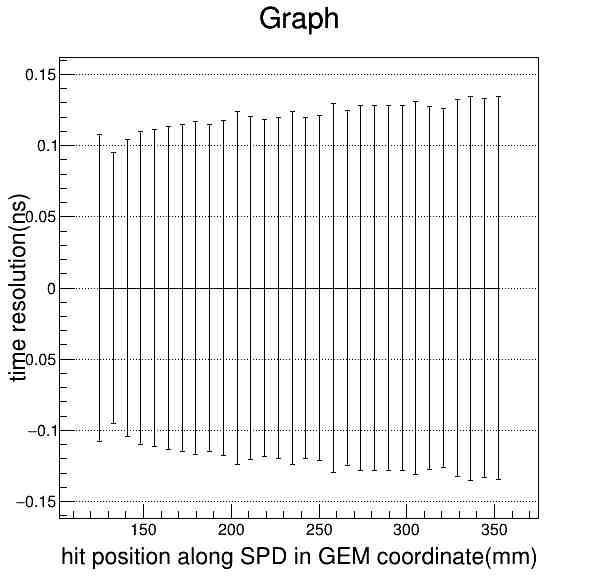 Graph
0.15
0.1
0.05
0
−0.05
−0.1
−0.15
time resolution(ns)
150 200 250 300 350
hit position along SPD in GEM coordinate(mm)